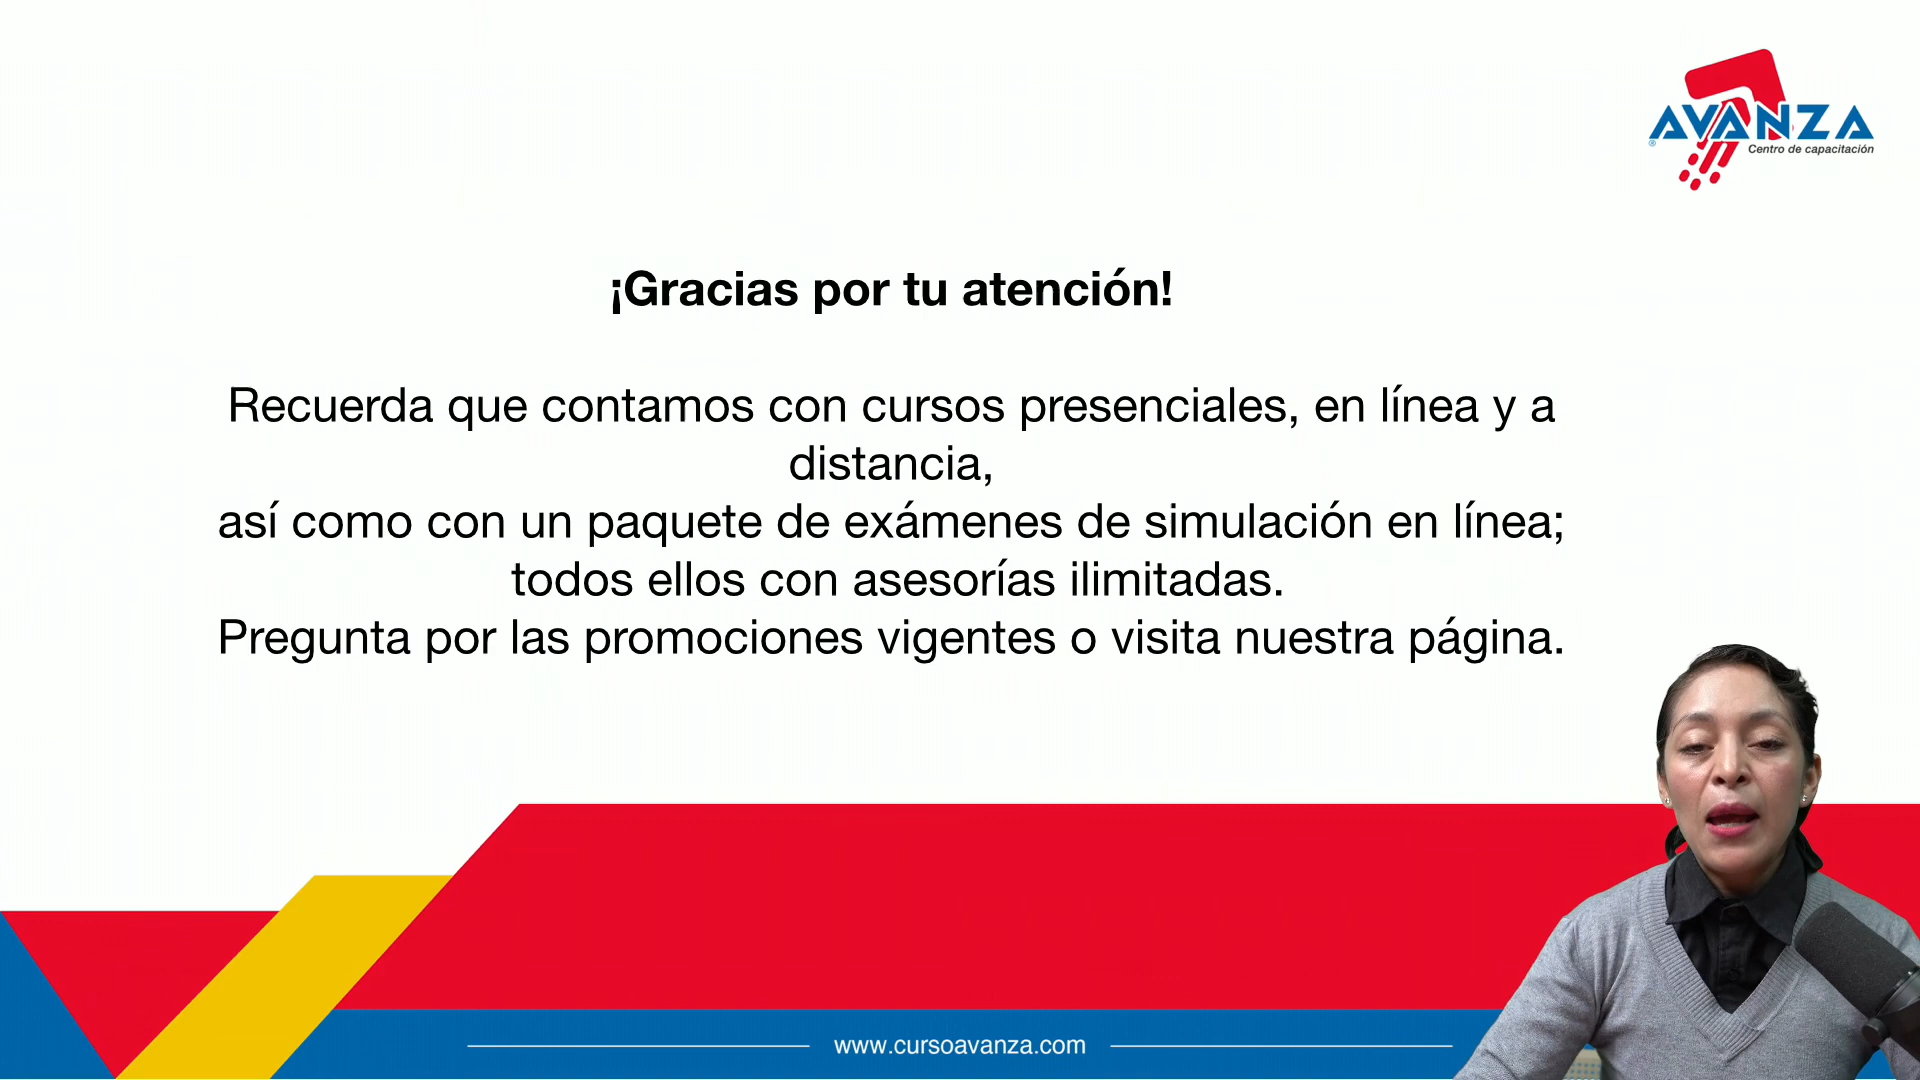 AVANZA
®
Centro de capacitación
¡Gracias por tu atención!
Recuerda que contamos con cursos presenciales, en línea y a
distancia,
así como con un paquete de exámenes de simulación en línea;
todos ellos con asesorías ilimitadas.
Pregunta por las promociones vigentes o visita nuestra página.
www.cursoavanza.com